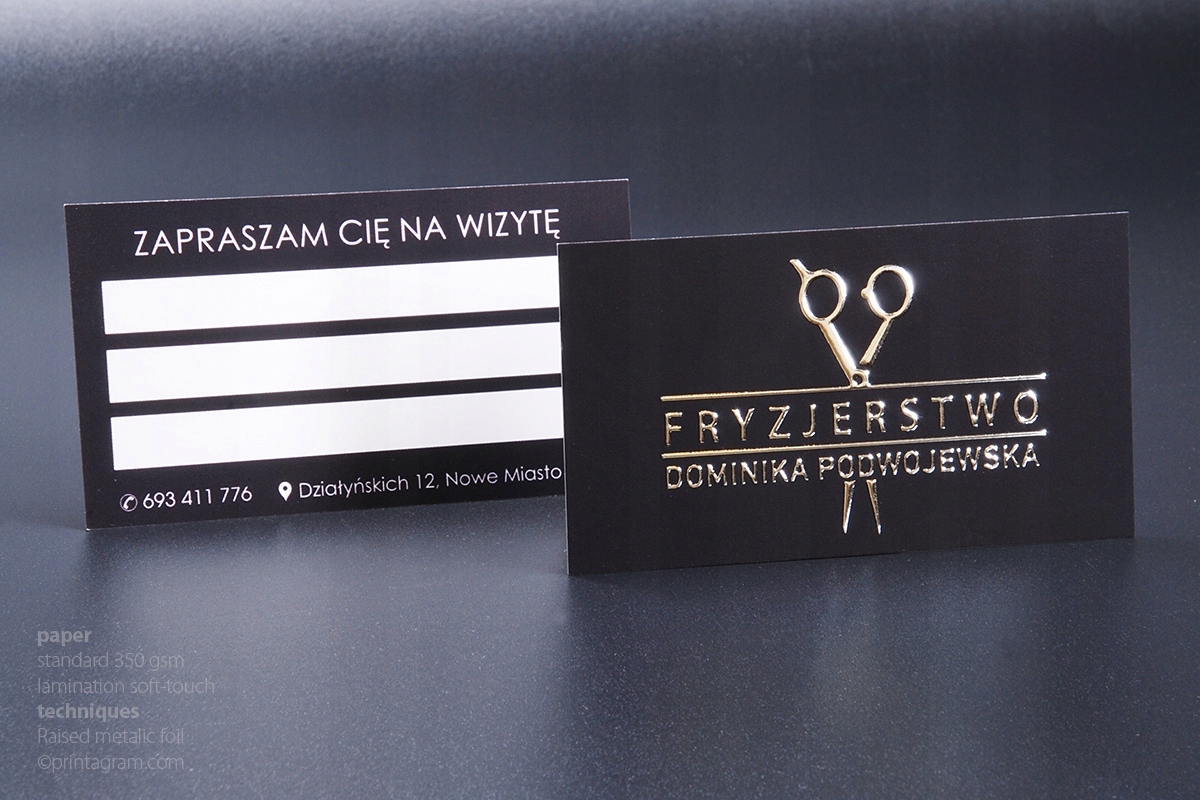 ZAPRASZAM CIĘ NA WIZYTĘ
693 411 776 Działyńskich 12, Nowe Miasto
FRYZJERSTWO
DOMINIKA PODWOJEWSKA
paper
standard 350 gsm
lamination soft-touch
techniques
Raised metalic foil
©printagram.com